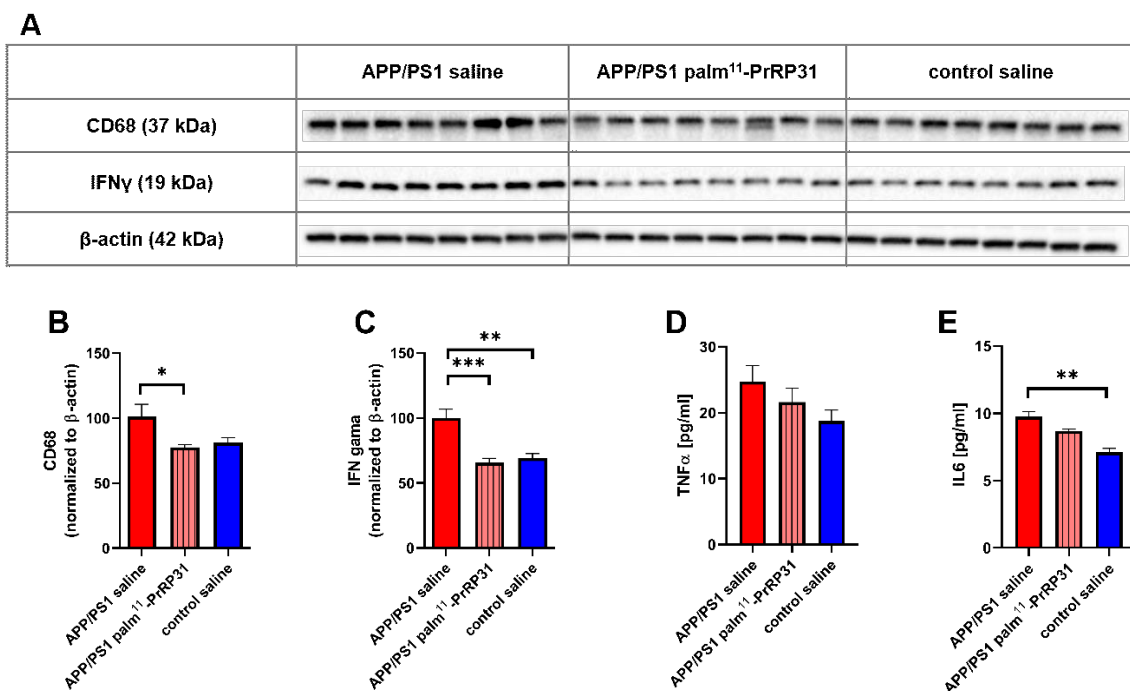 A
APP/PS1 saline
APP/PS1 palm¹¹-PrRP31
control saline
CD68 (37 kDa)
IFNγ (19 kDa)
β-actin (42 kDa)
B
CD68
(normalized to β-actin)
150
100
50
0
*
APP/PS1 saline
APP/PS1 palm¹¹-PrRP31
control saline
C
IFN gama
(normalized to β-actin)
150
100
50
0
**
***
APP/PS1 saline
APP/PS1 palm¹¹-PrRP31
control saline
D
TNFα [pg/ml]
30
20
10
0
APP/PS1 saline
APP/PS1 palm¹¹-PrRP31
control saline
E
IL6 [pg/ml]
15
10
5
0
**
APP/PS1 saline
APP/PS1 palm¹¹-PrRP31
control saline